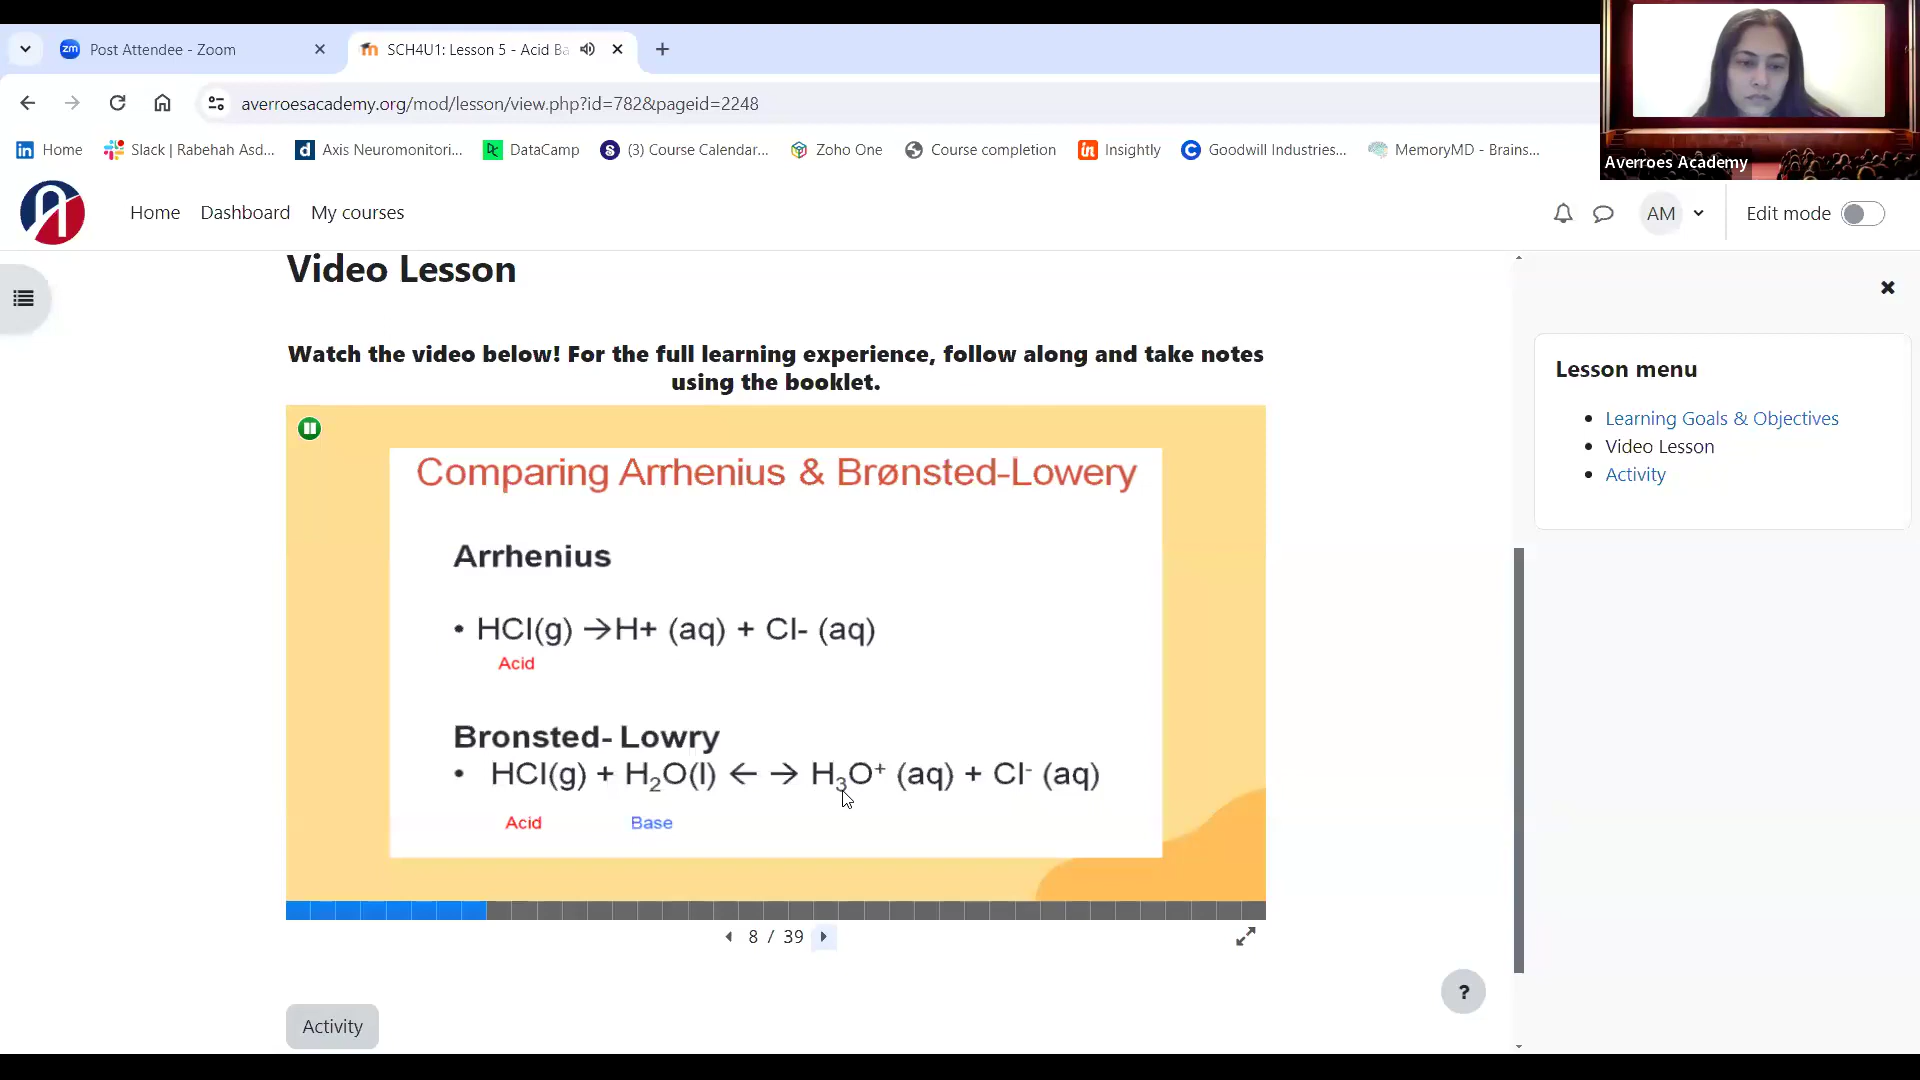 Post Attendee - Zoom
SCH4U1: Lesson 5 - Acid Ba
averroesacademy.org/mod/lesson/view.php?id=782&pageid=2248
Home
Slack | Rabehah Asd...
Axis Neuromonitori...
DataCamp
(3) Course Calendar...
Zoho One
Course completion
Insightly
Goodwill Industries...
MemoryMD - Brains...
Averroes Academy
Home
Dashboard
My courses
AM
Edit mode
Video Lesson
Watch the video below! For the full learning experience, follow along and take notes
using the booklet.
Comparing Arrhenius & Brønsted-Lowery
Arrhenius
• HCl(g) →H+ (aq) + Cl- (aq)
Acid
Bronsted- Lowry
• HCl(g) + H₂O(l) ← → H₃O⁺ (aq) + Cl⁻ (aq)
Acid Base
8 / 39
Activity
?
Lesson menu
• Learning Goals & Objectives
• Video Lesson
• Activity